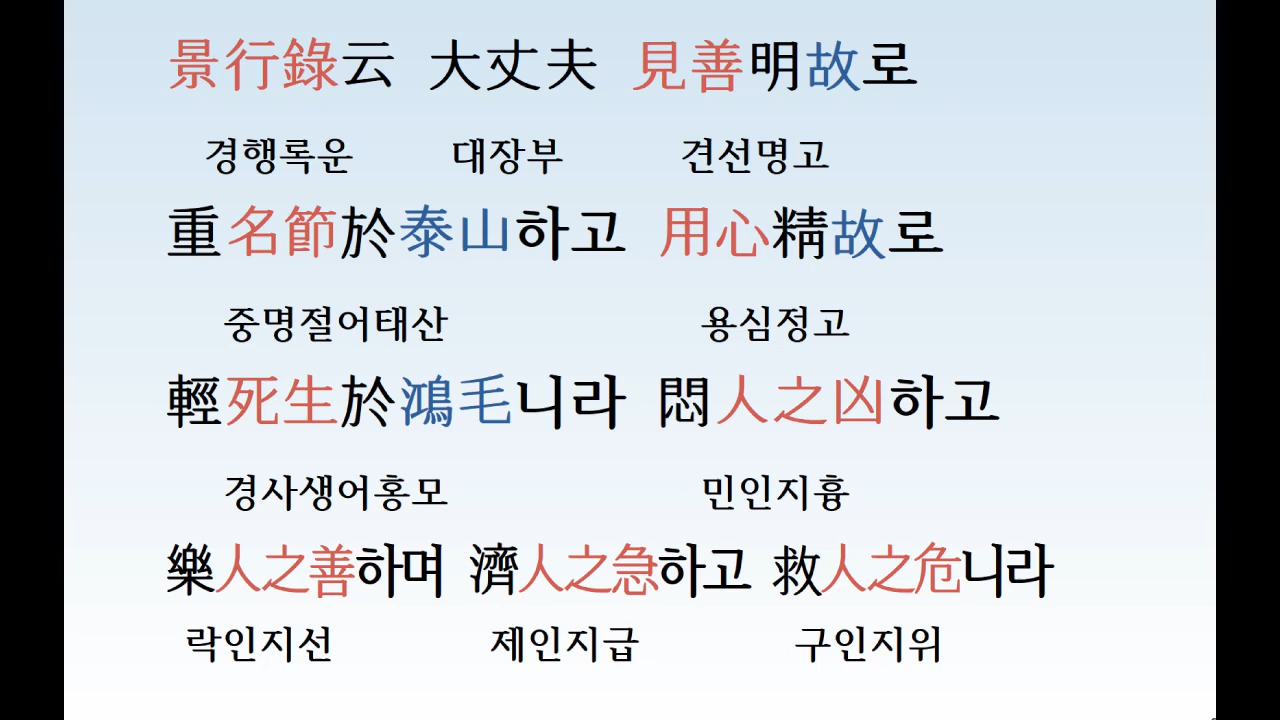 景行錄云 大丈夫 見善明故로
경행록운 대장부 견선명고
重名節於泰山하고 用心精故로
중명절어태산 용심정고
輕死生於鴻毛니라 悶人之凶하고
경사생어홍모 민인지흉
樂人之善하며 濟人之急하고 救人之危니라
락인지선 제인지급 구인지위